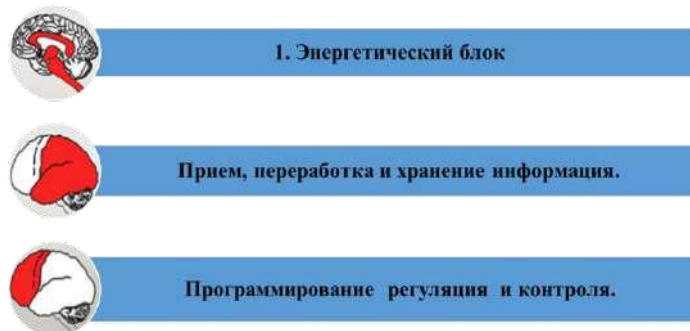 1. Энергетический блок
Прием, переработка и хранение информация.
Программирование регуляция и контроля.